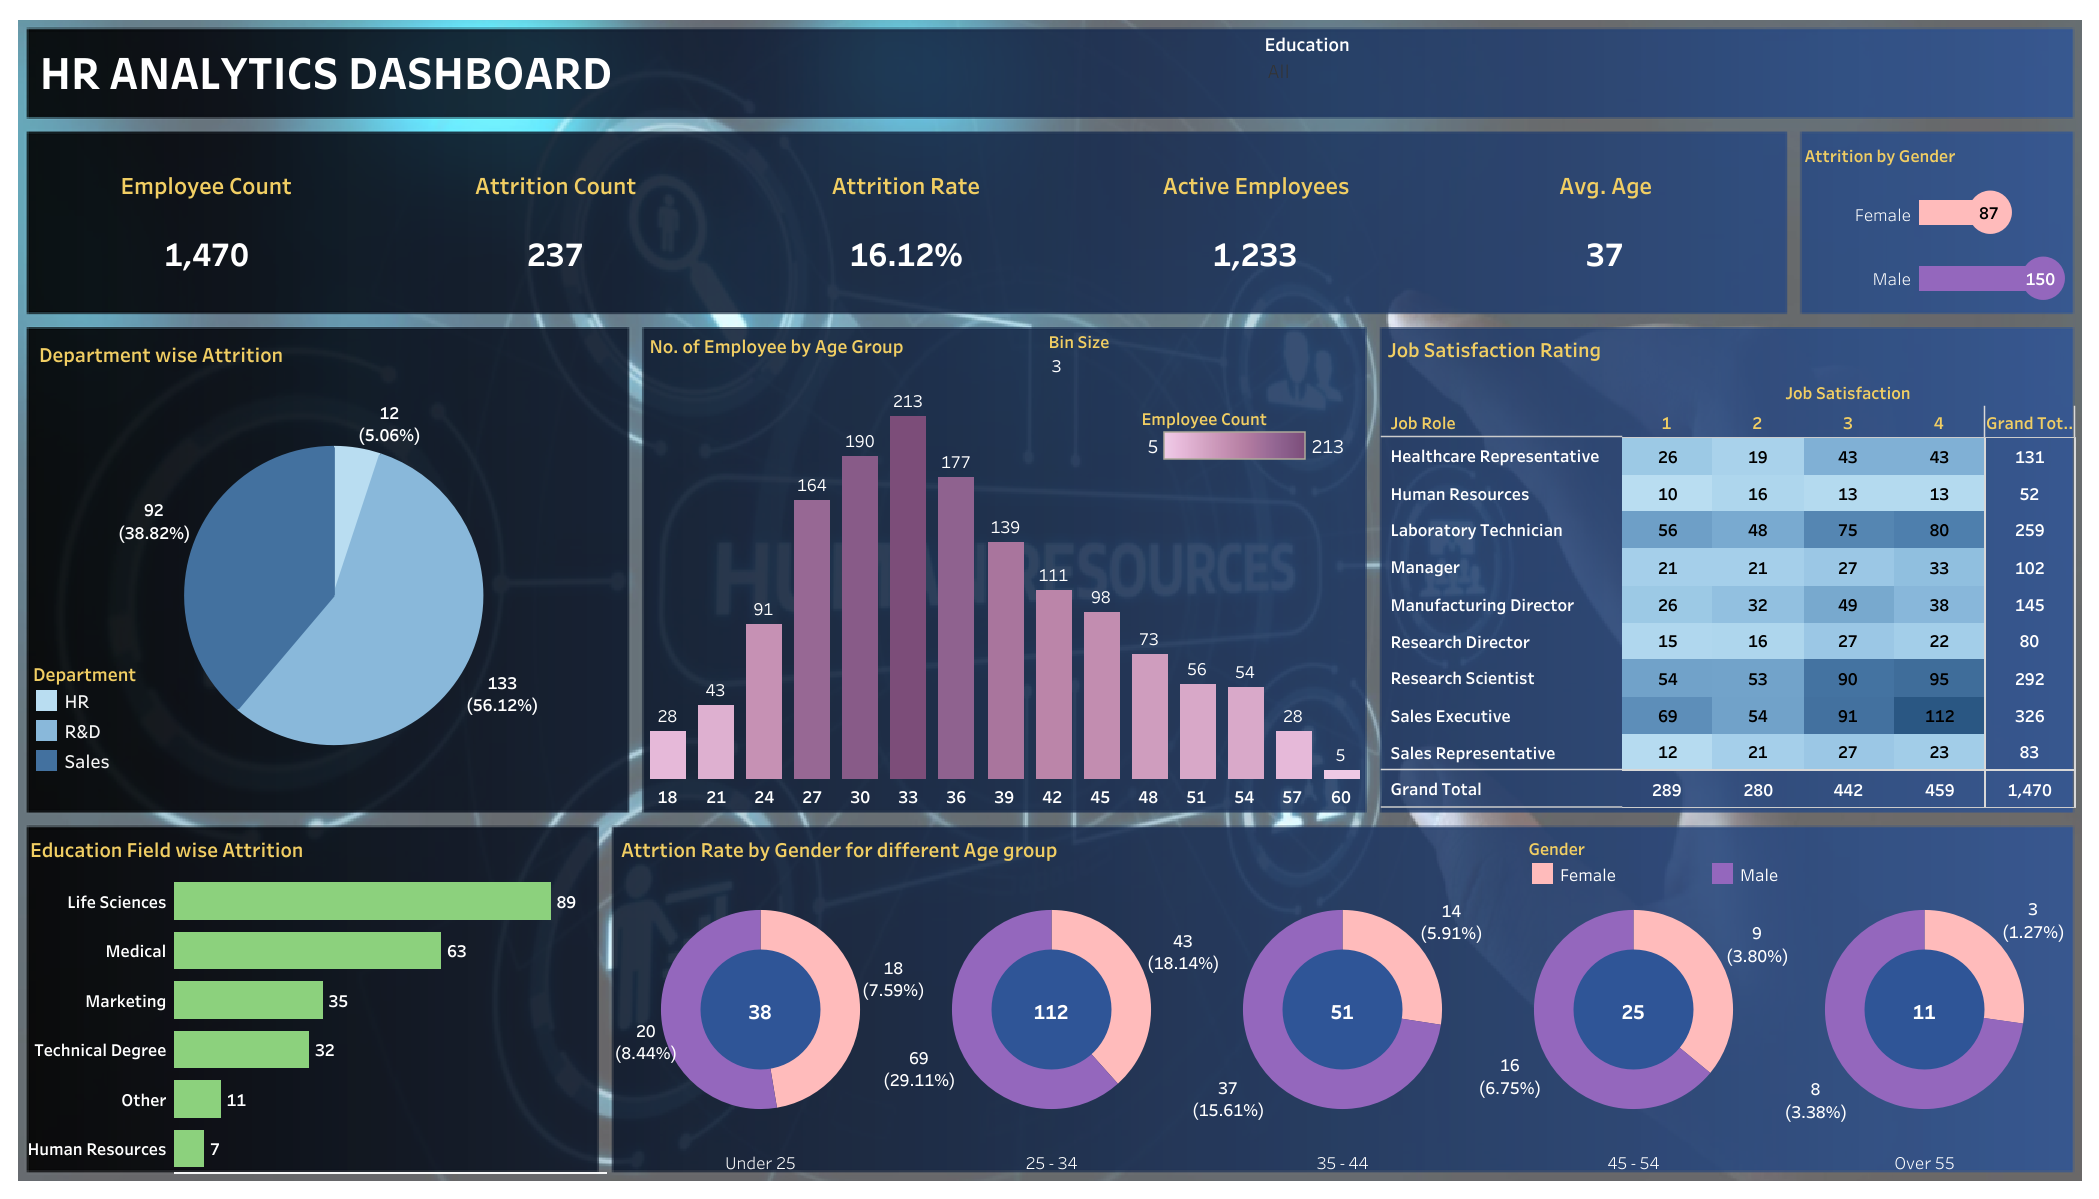 Education
All
HR ANALYTICS DASHBOARD
Employee Count
Attrition Count
Attrition Rate
Active Employees
Avg. Age
1,470
237
16.12%
1,233
37
Attrition by Gender
Female
87
Male
150
Department wise Attrition
12
(5.06%)
92
(38.82%)
133
(56.12%)
Department
HR
R&D
Sales
No. of Employee by Age Group
Bin Size
3
Employee Count
5
213
28
43
91
164
190
213
177
139
111
98
73
56
54
28
5
18 21 24 27 30 33 36 39 42 45 48 51 54 57 60
HUMAN RESOURCES
Job Satisfaction Rating
Job Satisfaction
Job Role 1 2 3 4 Grand Tot..
Healthcare Representative 26 19 43 43 131
Human Resources 10 16 13 13 52
Laboratory Technician 56 48 75 80 259
Manager 21 21 27 33 102
Manufacturing Director 26 32 49 38 145
Research Director 15 16 27 22 80
Research Scientist 54 53 90 95 292
Sales Executive 69 54 91 112 326
Sales Representative 12 21 27 23 83
Grand Total 289 280 442 459 1,470
Education Field wise Attrition
Life Sciences 89
Medical 63
Marketing 35
Technical Degree 32
Other 11
Human Resources 7
Attrtion Rate by Gender for different Age group
Gender
Female
Male
18
(7.59%)
38
20
(8.44%)
Under 25
43
(18.14%)
112
69
(29.11%)
25 - 34
14
(5.91%)
51
37
(15.61%)
35 - 44
9
(3.80%)
25
16
(6.75%)
45 - 54
3
(1.27%)
11
8
(3.38%)
Over 55